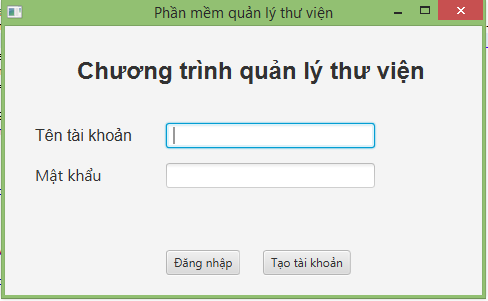 Phần mềm quản lý thư viện
Chương trình quản lý thư viện
Tên tài khoản
Mật khẩu
Đăng nhập
Tạo tài khoản